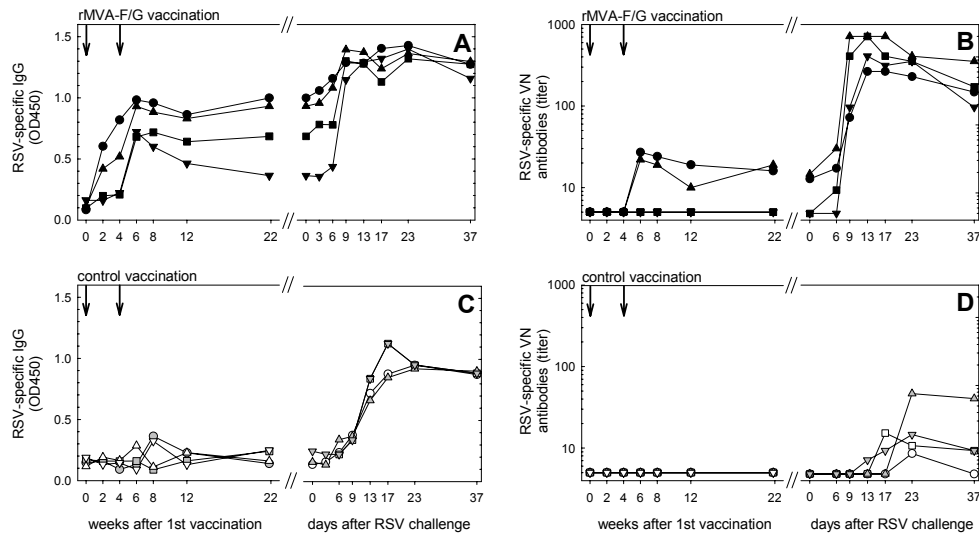 rMVA-F/G vaccination
A
RSV-specific IgG
(OD450)
1.5
1.0
0.5
0.0
0 2 4 6 8 12 22
0 3 6 9 13 17 23 37
B
RSV-specific VN
antibodies (titer)
1000
100
10
0 2 4 6 8 12 22
0 6 9 13 17 23 37
control vaccination
C
RSV-specific IgG
(OD450)
1.5
1.0
0.5
0.0
0 2 4 6 8 12 22
0 3 6 9 13 17 23 37
weeks after 1st vaccination
days after RSV challenge
control vaccination
D
RSV-specific VN
antibodies (titer)
1000
100
10
0 2 4 6 8 12 22
0 6 9 13 17 23 37
weeks after 1st vaccination
days after RSV challenge
rMVA-F/G vaccination